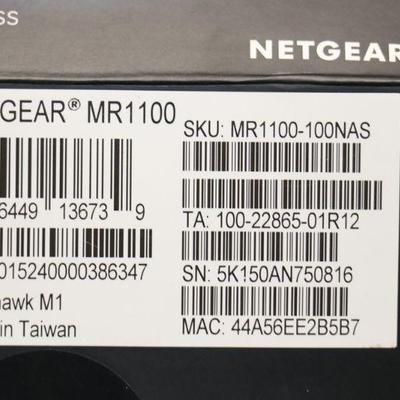 ss
NETGEAR
GEAR® MR1100
SKU: MR1100-100NAS
6449 13673 9
TA: 100-22865-01R12
015240000386347
SN: 5K150AN750816
hawk M1
in Taiwan
MAC: 44A56EE2B5B7